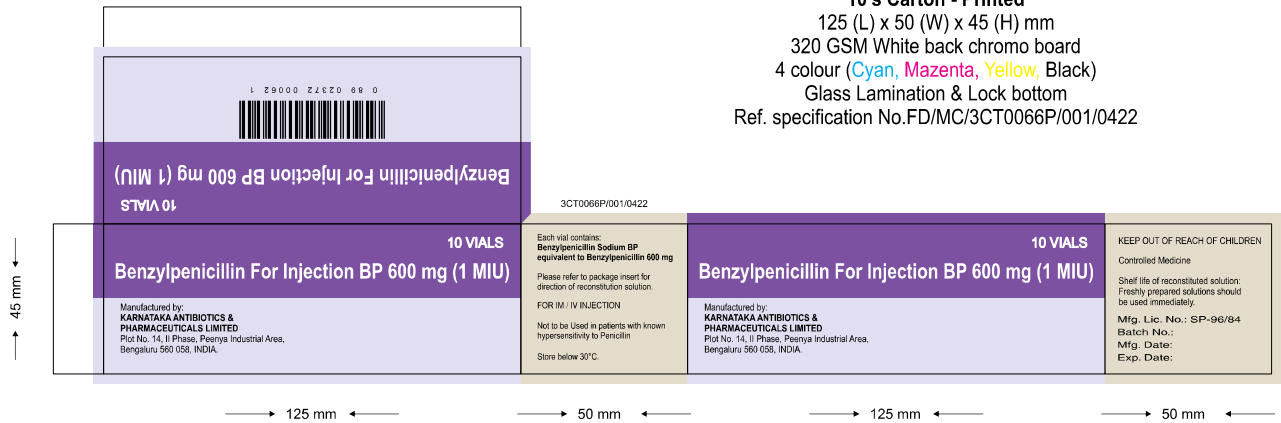 10's Carton - Printed
125 (L) x 50 (W) x 45 (H) mm
320 GSM White back chromo board
4 colour (Cyan, Mazenta, Yellow, Black)
Glass Lamination & Lock bottom
Ref. specification No.FD/MC/3CT0066P/001/0422
0 89 02372 00062 1
Benzylpenicillin For Injection BP 600 mg (1 MIU)
10 VIALS
3CT0066P/001/0422
10 VIALS
Benzylpenicillin For Injection BP 600 mg (1 MIU)
Manufactured by:
KARNATAKA ANTIBIOTICS &
PHARMACEUTICALS LIMITED
Plot No. 14, II Phase, Peenya Industrial Area,
Bengaluru 560 058, INDIA.
Each vial contains:
Benzylpenicillin Sodium BP
equivalent to Benzylpenicillin 600 mg
Please refer to package insert for
direction of reconstitution solution.
FOR IM / IV INJECTION
Not to be Used in patients with known
hypersensitivity to Penicillin
Store below 30°C.
10 VIALS
Benzylpenicillin For Injection BP 600 mg (1 MIU)
Manufactured by:
KARNATAKA ANTIBIOTICS &
PHARMACEUTICALS LIMITED
Plot No. 14, II Phase, Peenya Industrial Area,
Bengaluru 560 058, INDIA.
KEEP OUT OF REACH OF CHILDREN
Controlled Medicine
Shelf life of reconstituted solution:
Freshly prepared solutions should
be used immediately.
Mfg. Lic. No.: SP-96/84
Batch No.:
Mfg. Date:
Exp. Date:
45 mm
125 mm
50 mm
125 mm
50 mm